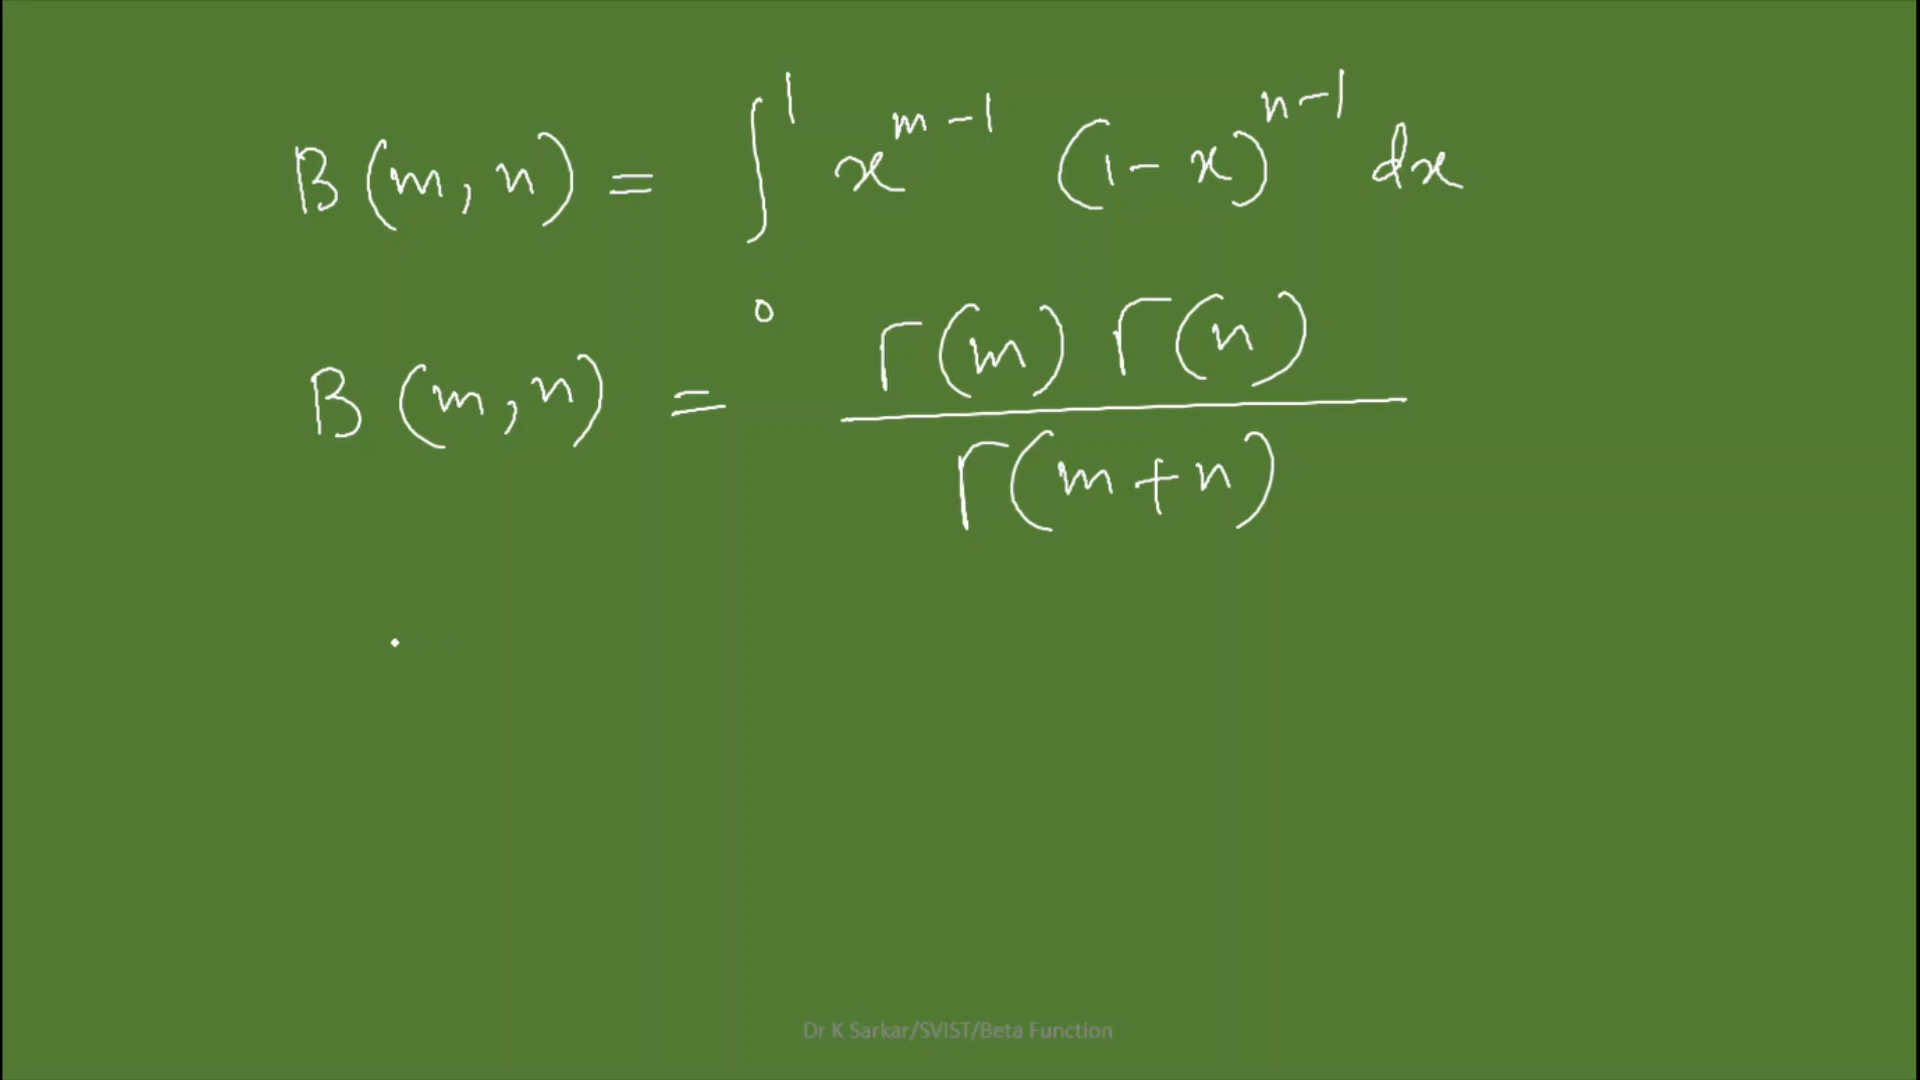 B(m,n) = ∫₀¹ x^{m-1} (1-x)^{n-1} dx
B(m,n) = Γ(m) Γ(n) / Γ(m+n)
Dr K Sarkar/SVIST/Beta Function